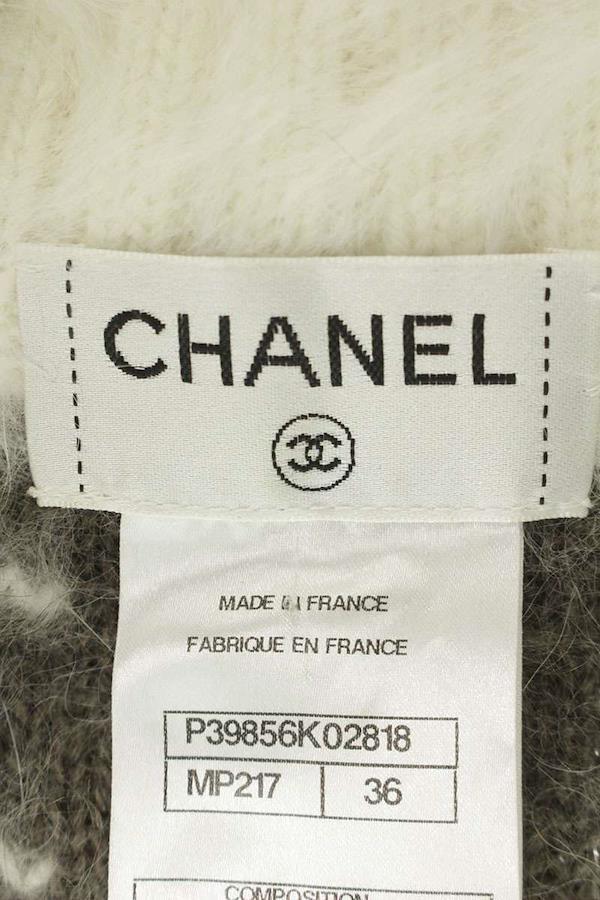 CHANEL
MADE IN FRANCE
FABRIQUE EN FRANCE
P39856K02818
MP217 36
COMPOSITION